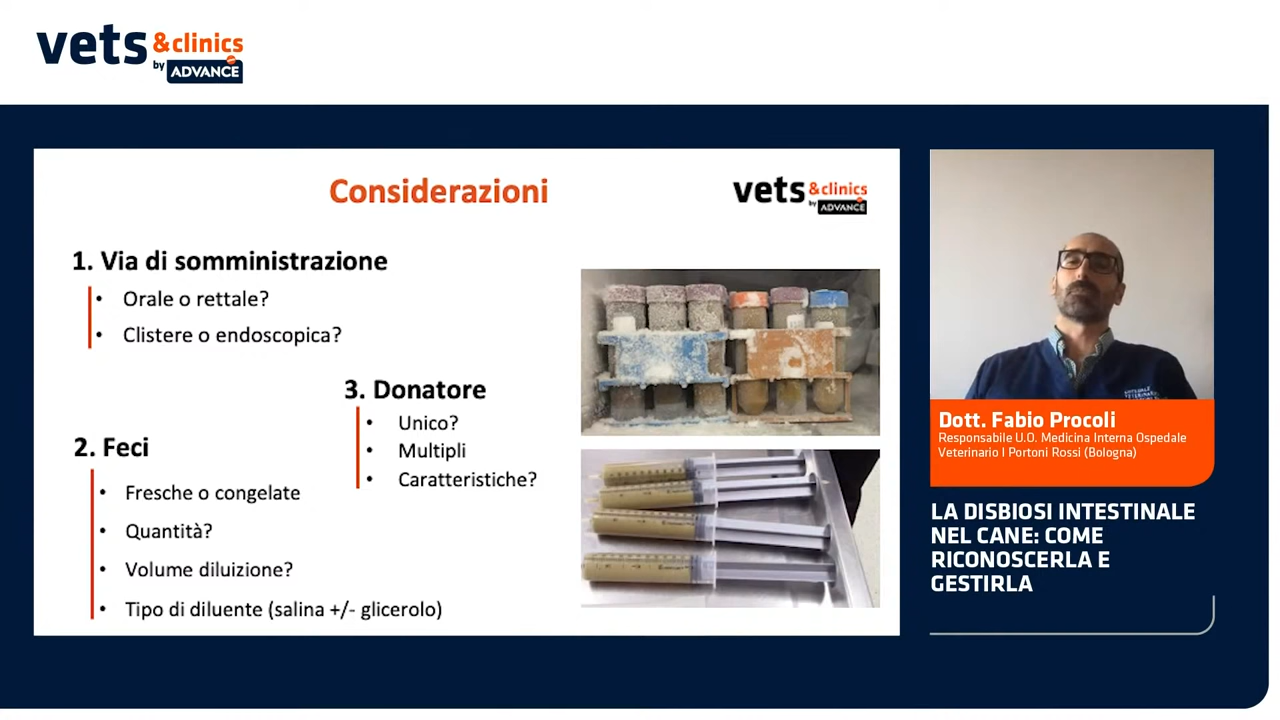 vets &clinics
by ADVANCE
Considerazioni
vets &clinics
by ADVANCE
1. Via di somministrazione
• Orale o rettale?
• Clistere o endoscopica?
3. Donatore
• Unico?
• Multipli
• Caratteristiche?
2. Feci
• Fresche o congelate
• Quantità?
• Volume diluizione?
• Tipo di diluente (salina +/- glicerolo)
Dott. Fabio Procoli
Responsabile U.O. Medicina Interna Ospedale
Veterinario I Portoni Rossi (Bologna)
LA DISBIOSI INTESTINALE
NEL CANE: COME
RICONOSCERLA E
GESTIRLA